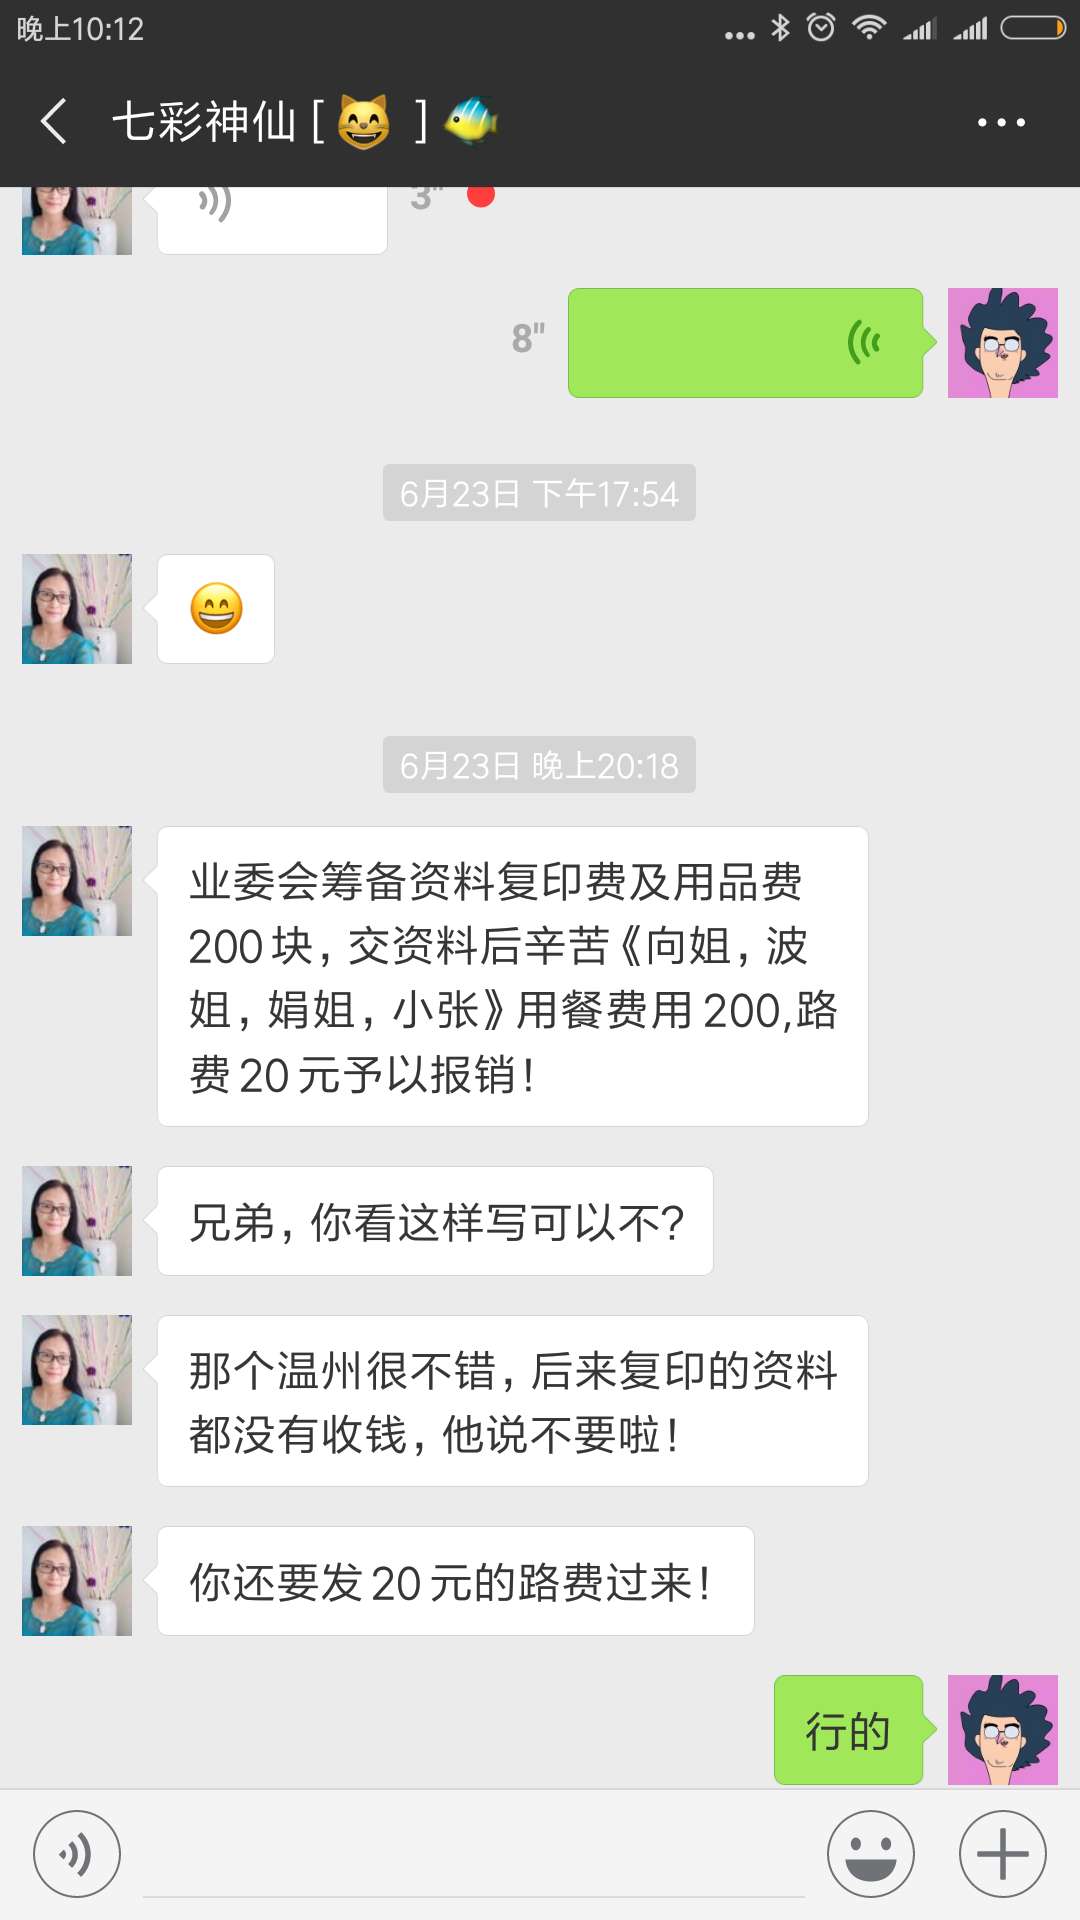 晚上10:12
七彩神仙[😸 ]🐠
3"
8"
6月23日 下午17:54
😄
6月23日 晚上20:18
业委会筹备资料复印费及用品费
200块，交资料后辛苦《向姐，波
姐，娟姐，小张》用餐费用200,路
费20元予以报销！
兄弟，你看这样写可以不？
那个温州很不错，后来复印的资料
都没有收钱，他说不要啦！
你还要发20元的路费过来！
行的